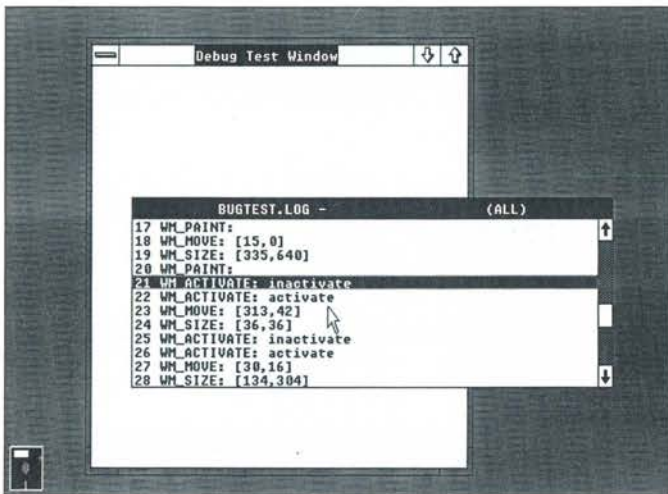 Debug Test Window
BUGTEST.LOG - (ALL)
17 WM_PAINT:
18 WM_MOVE: [15,0]
19 WM_SIZE: [335,640]
20 WM_PAINT:
21 WM_ACTIVATE: inactivate
22 WM_ACTIVATE: activate
23 WM_MOVE: [313,42]
24 WM_SIZE: [36,36]
25 WM_ACTIVATE: inactivate
26 WM_ACTIVATE: activate
27 WM_MOVE: [30,16]
28 WM_SIZE: [134,304]